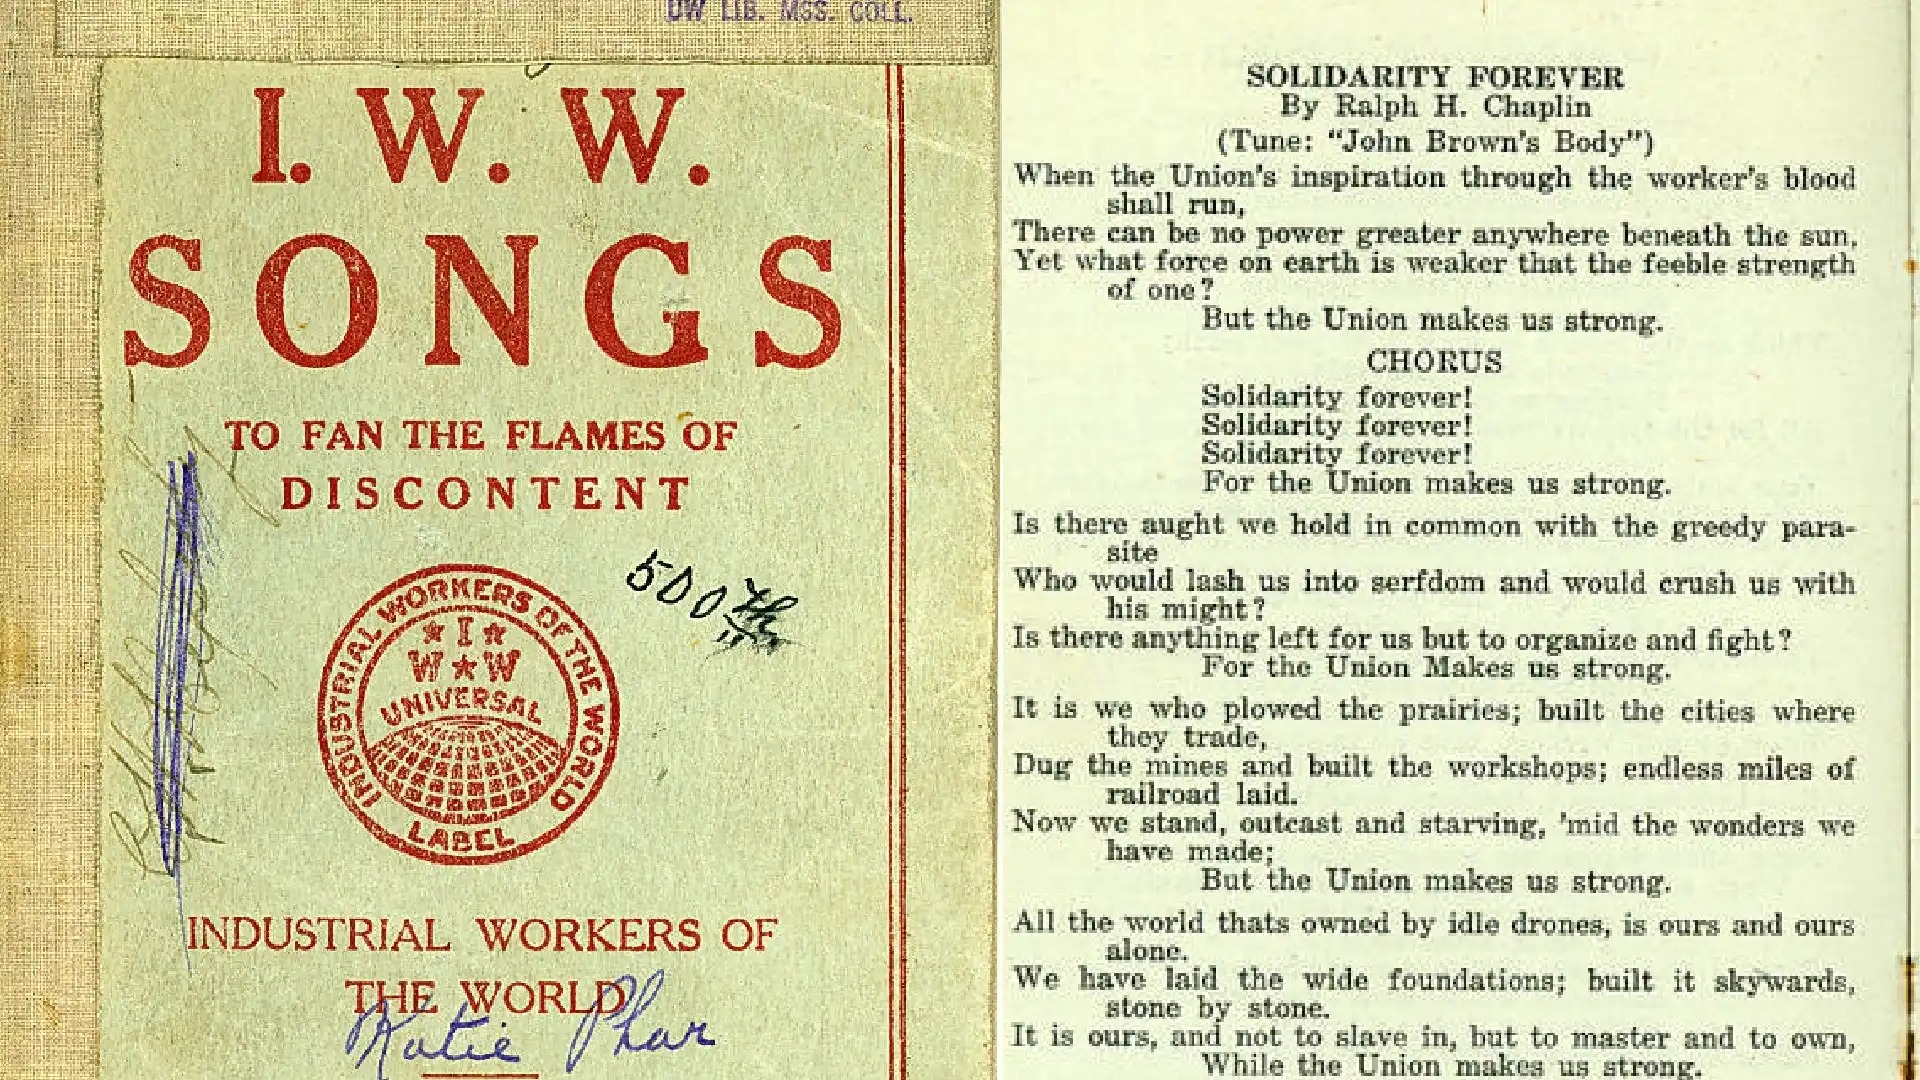 UW LIB. MSS. COLL.
I. W. W.
SONGS
TO FAN THE FLAMES OF
DISCONTENT
500th
INDUSTRIAL WORKERS OF THE WORLD
I
W W
UNIVERSAL
LABEL
INDUSTRIAL WORKERS OF
THE WORLD
Katie Phar
SOLIDARITY FOREVER
By Ralph H. Chaplin
(Tune: "John Brown's Body")
When the Union's inspiration through the worker's blood
shall run,
There can be no power greater anywhere beneath the sun.
Yet what force on earth is weaker that the feeble strength
of one?
But the Union makes us strong.
CHORUS
Solidarity forever!
Solidarity forever!
Solidarity forever!
For the Union makes us strong.
Is there aught we hold in common with the greedy para-
site
Who would lash us into serfdom and would crush us with
his might?
Is there anything left for us but to organize and fight?
For the Union Makes us strong.
It is we who plowed the prairies; built the cities where
they trade,
Dug the mines and built the workshops; endless miles of
railroad laid.
Now we stand, outcast and starving, 'mid the wonders we
have made;
But the Union makes us strong.
All the world thats owned by idle drones, is ours and ours
alone.
We have laid the wide foundations; built it skywards,
stone by stone.
It is ours, and not to slave in, but to master and to own,
While the Union makes us strong.